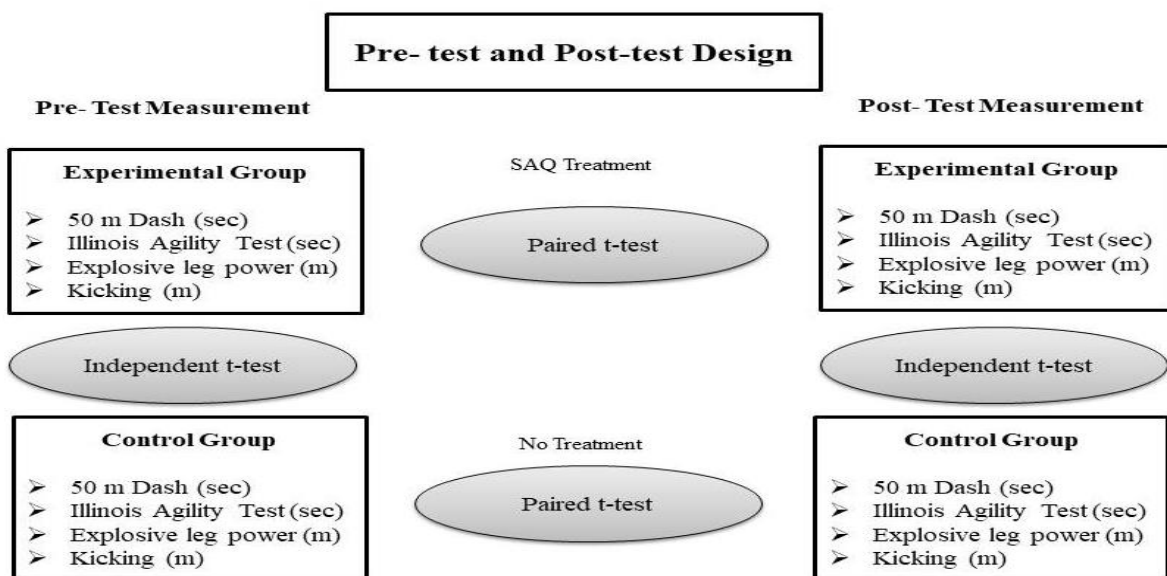 Pre- test and Post-test Design
Pre- Test Measurement
Post- Test Measurement
Experimental Group
➢ 50 m Dash (sec)
➢ Illinois Agility Test (sec)
➢ Explosive leg power (m)
➢ Kicking (m)
SAQ Treatment
Paired t-test
Experimental Group
➢ 50 m Dash (sec)
➢ Illinois Agility Test (sec)
➢ Explosive leg power (m)
➢ Kicking (m)
Independent t-test
Independent t-test
Control Group
➢ 50 m Dash (sec)
➢ Illinois Agility Test (sec)
➢ Explosive leg power (m)
➢ Kicking (m)
No Treatment
Paired t-test
Control Group
➢ 50 m Dash (sec)
➢ Illinois Agility Test (sec)
➢ Explosive leg power (m)
➢ Kicking (m)